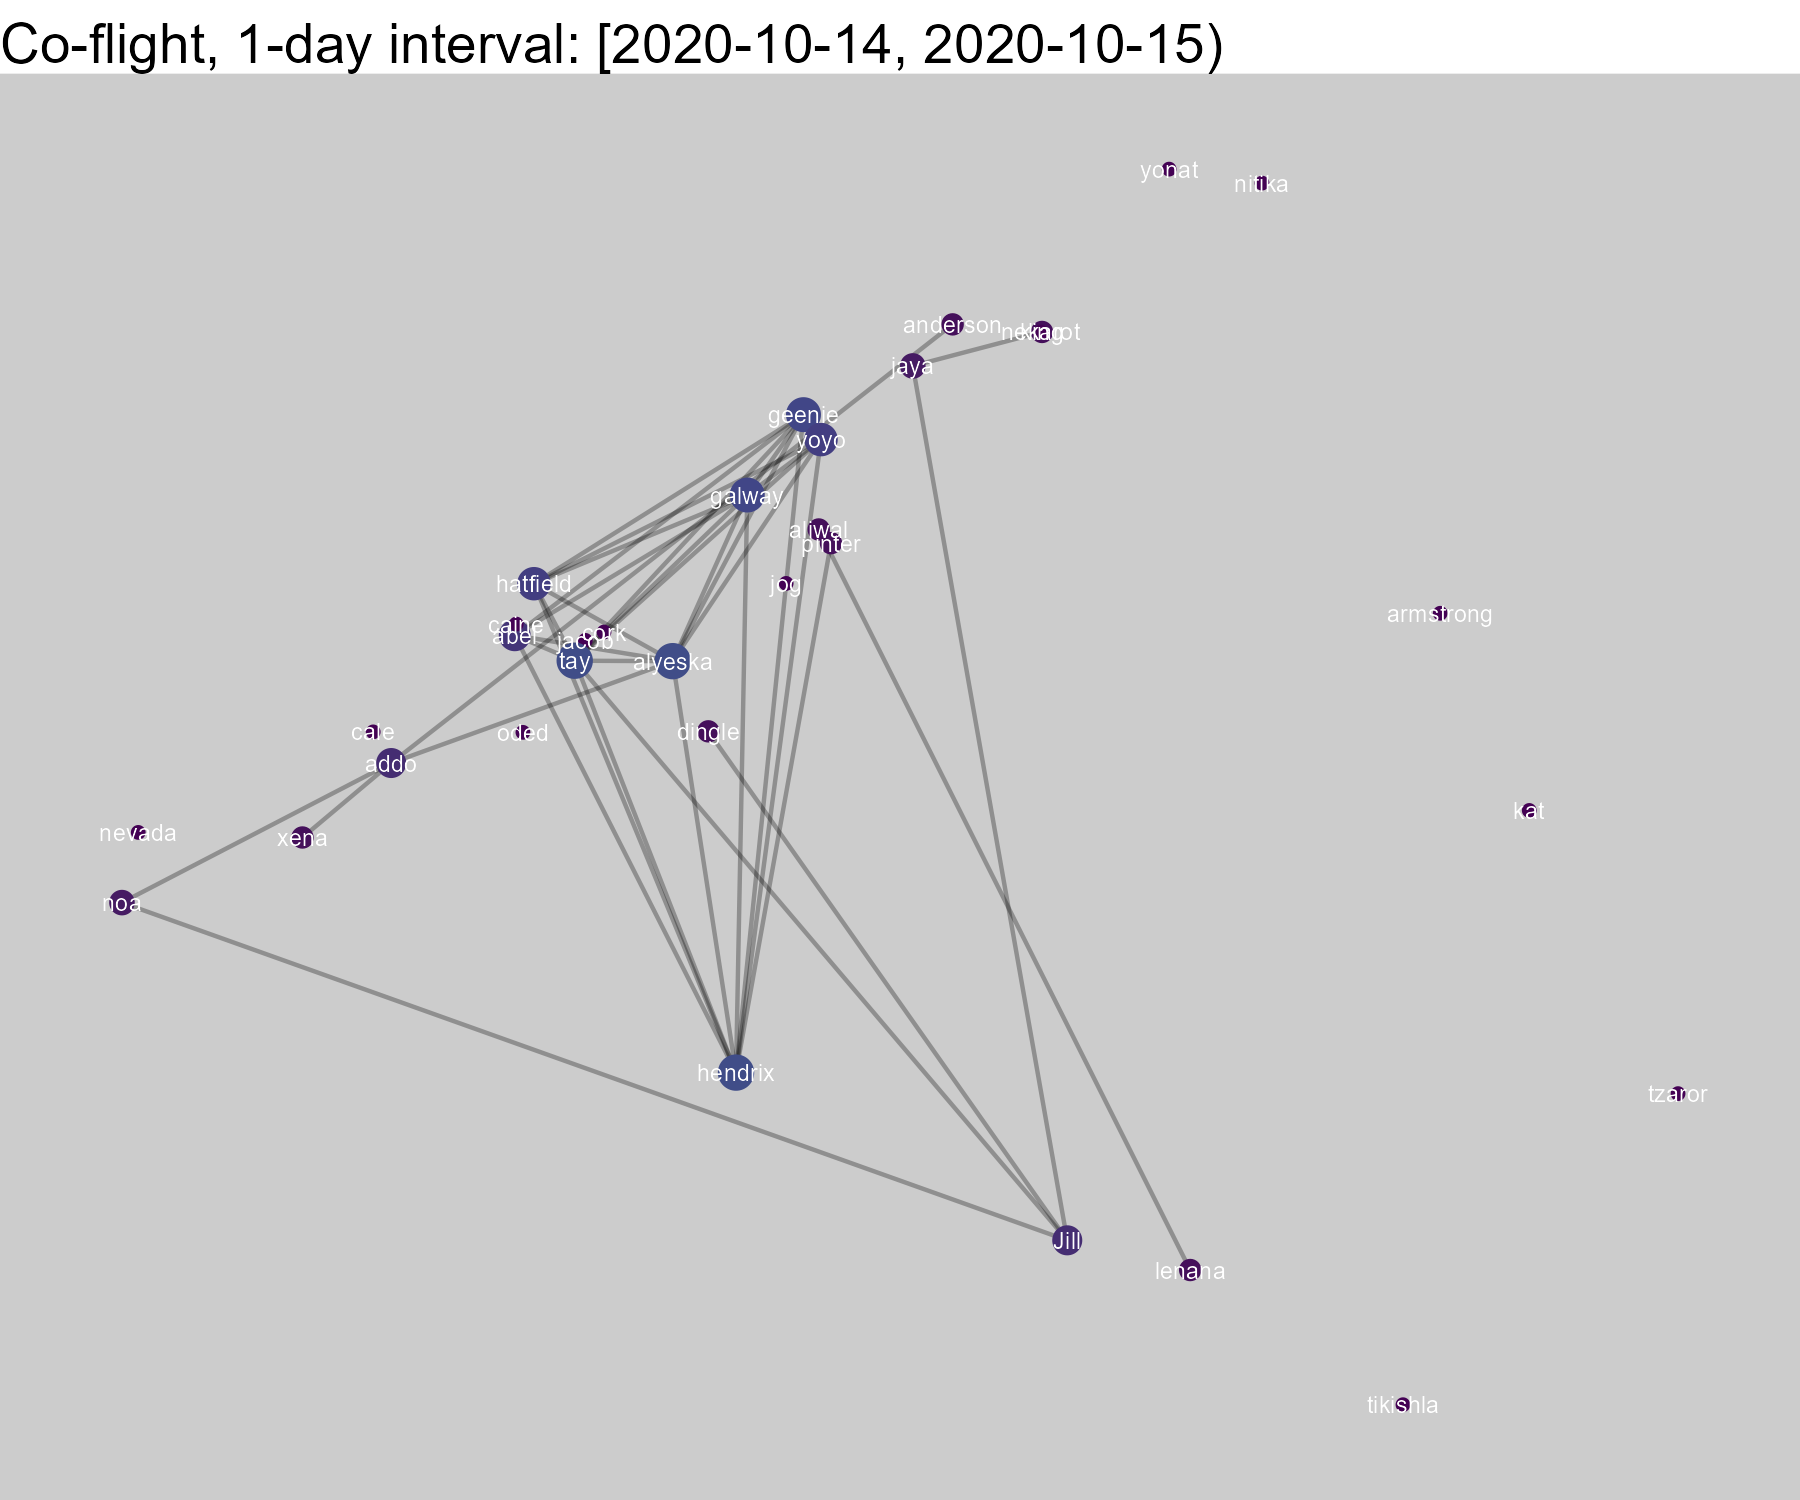 Co-flight, 1-day interval: [2020-10-14, 2020-10-15)
yonat
nitika
anderson
jaya
geenie
yoyo
galway
aliwal
pinter
hatfield
jog
armstrong
caine
abel
cork
jacob
tay
alyeska
cale
oded
dingle
addo
kat
nevada
xena
noa
hendrix
tzaror
Jill
lenana
tikishla